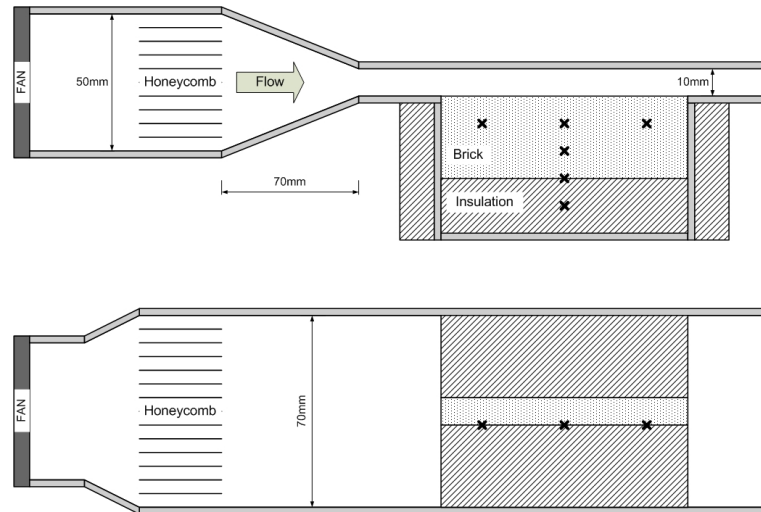 FAN
50mm
Honeycomb
Flow
10mm
Brick
70mm
Insulation
FAN
Honeycomb
70mm